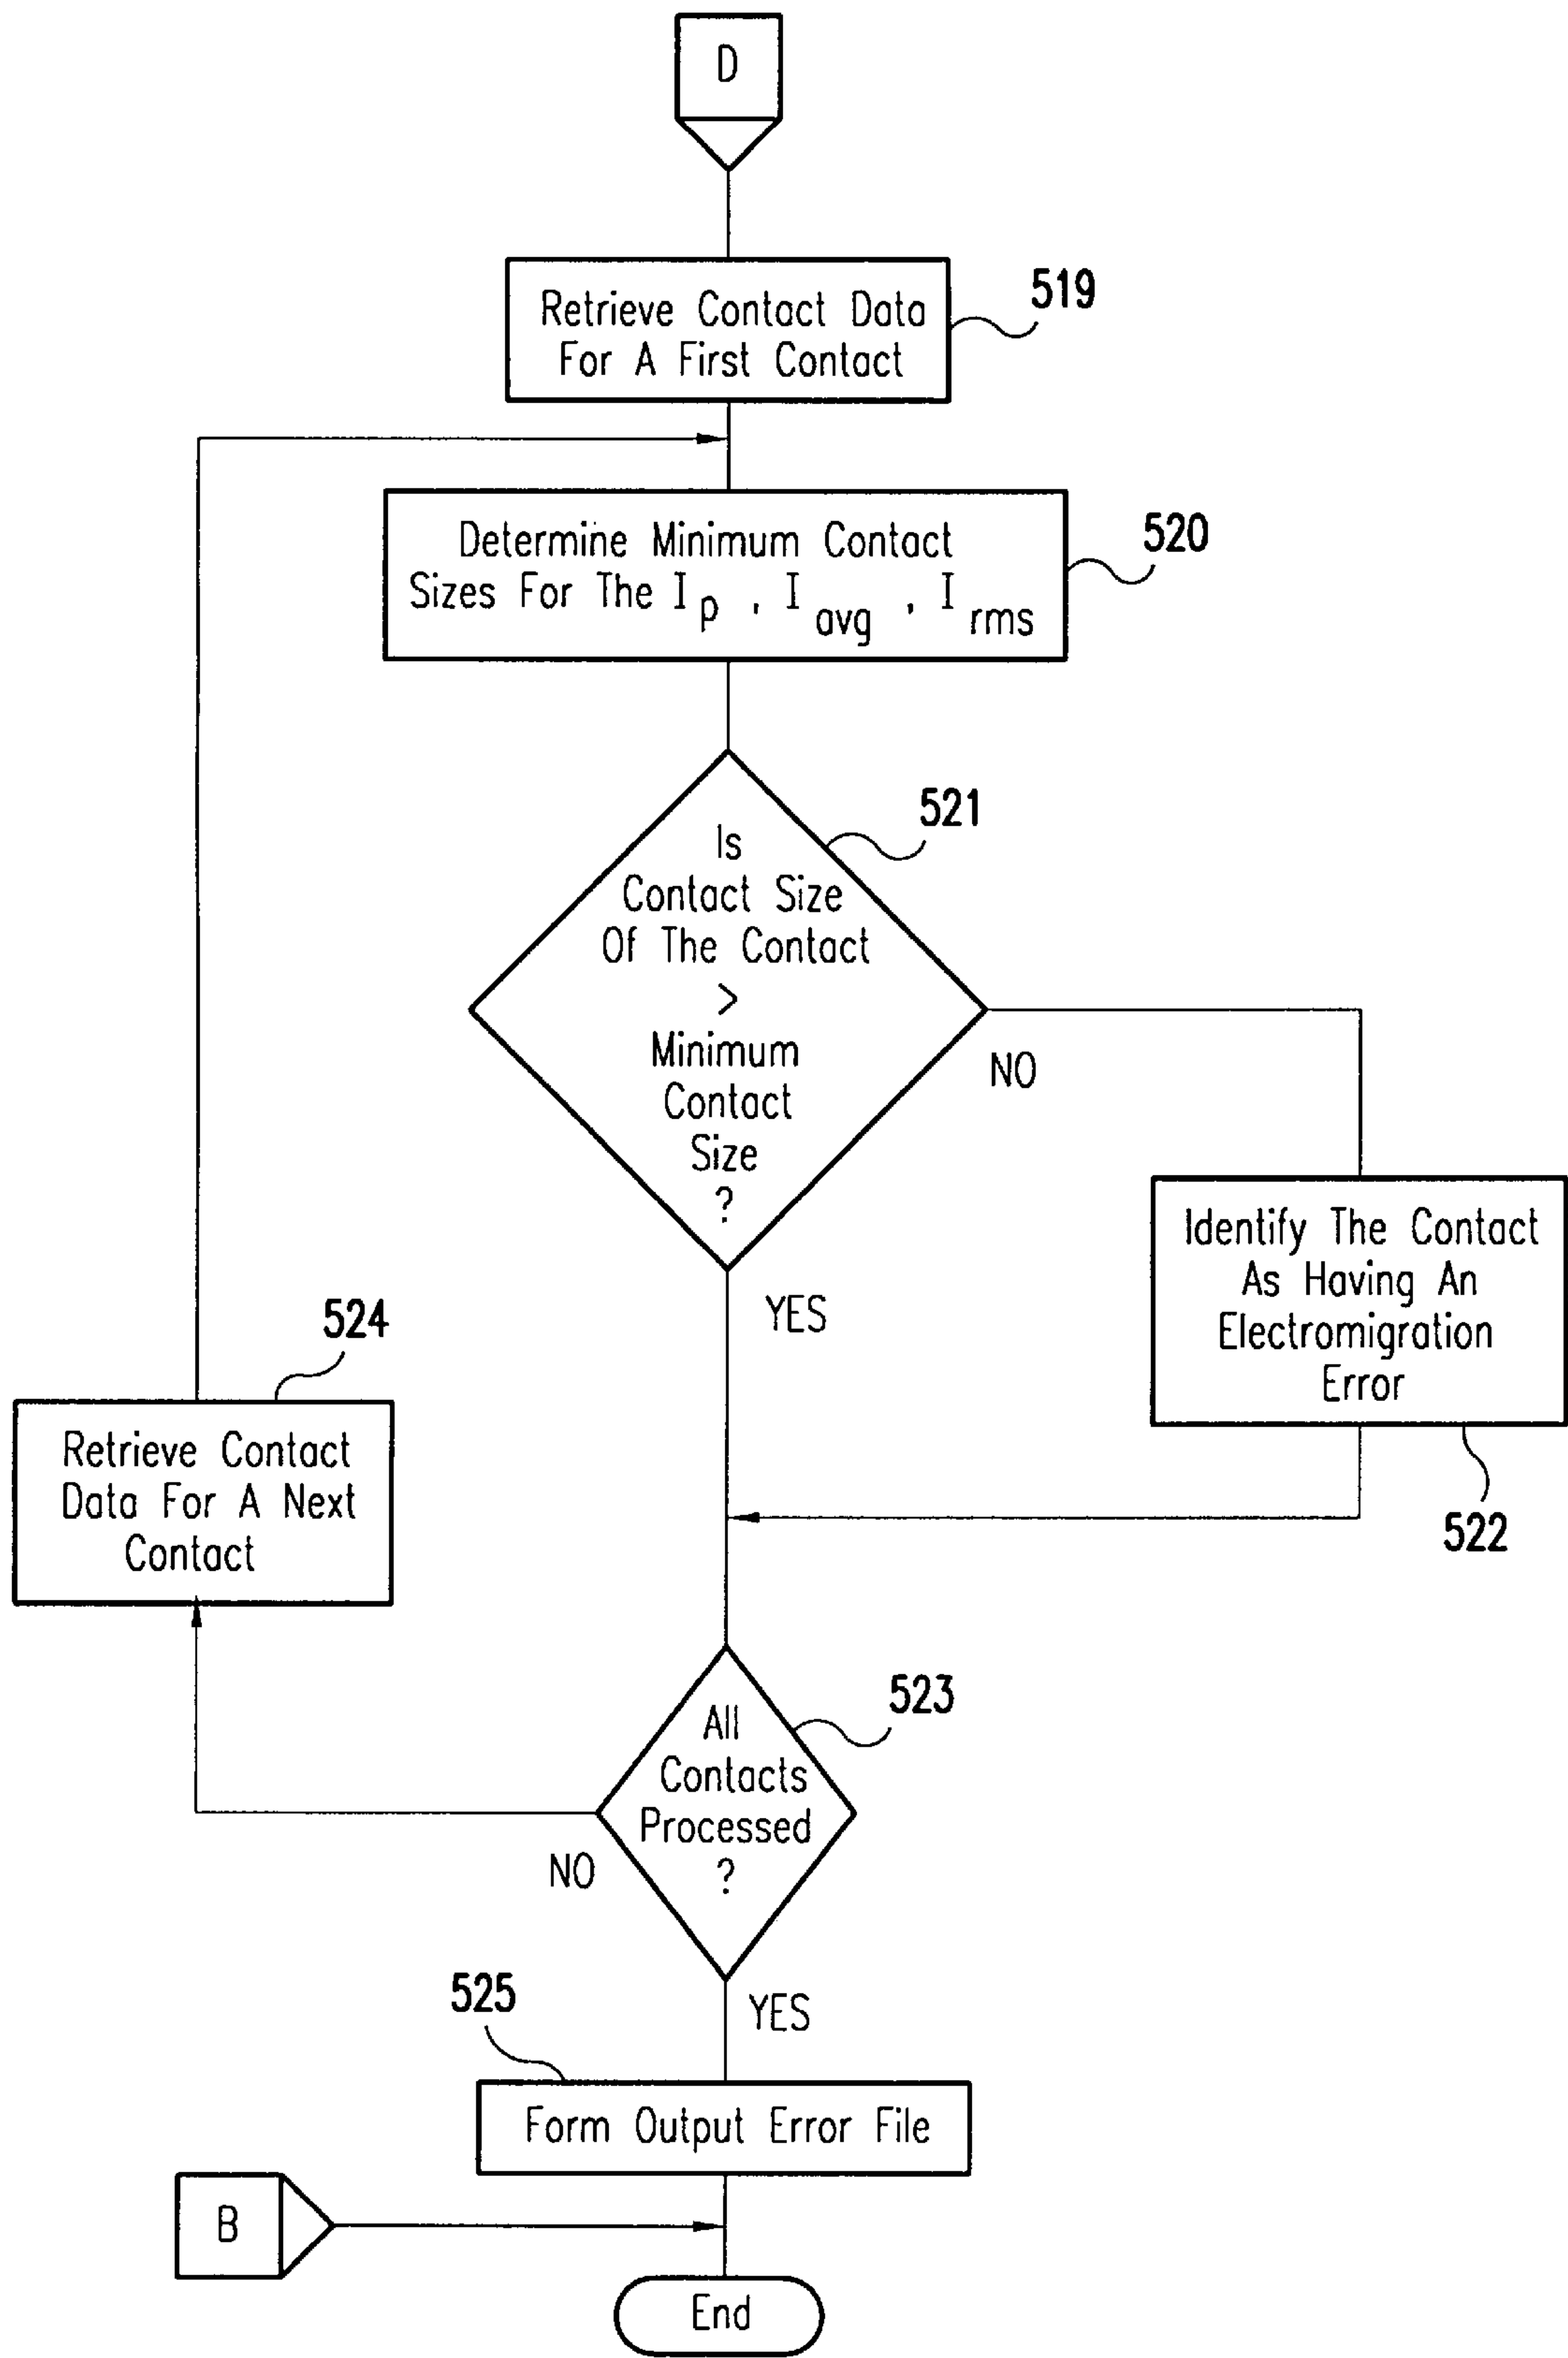 D
Retrieve Contact Data
For A First Contact
519
Determine Minimum Contact
Sizes For The I p , I avg , I rms
520
Is
Contact Size
Of The Contact
>
Minimum
Contact
Size
?
521
NO
YES
Identify The Contact
As Having An
Electromigration
Error
522
524
Retrieve Contact
Data For A Next
Contact
All
Contacts
Processed
?
523
NO
YES
525
Form Output Error File
B
End